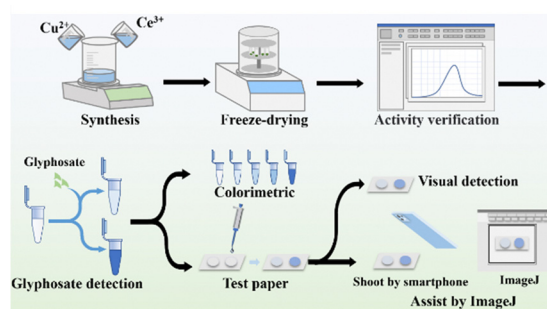 Cu²⁺
Ce³⁺
Synthesis
Freeze-drying
Activity verification
Glyphosate
Colorimetric
Visual detection
Glyphosate detection
Test paper
Shoot by smartphone
ImageJ
Assist by ImageJ